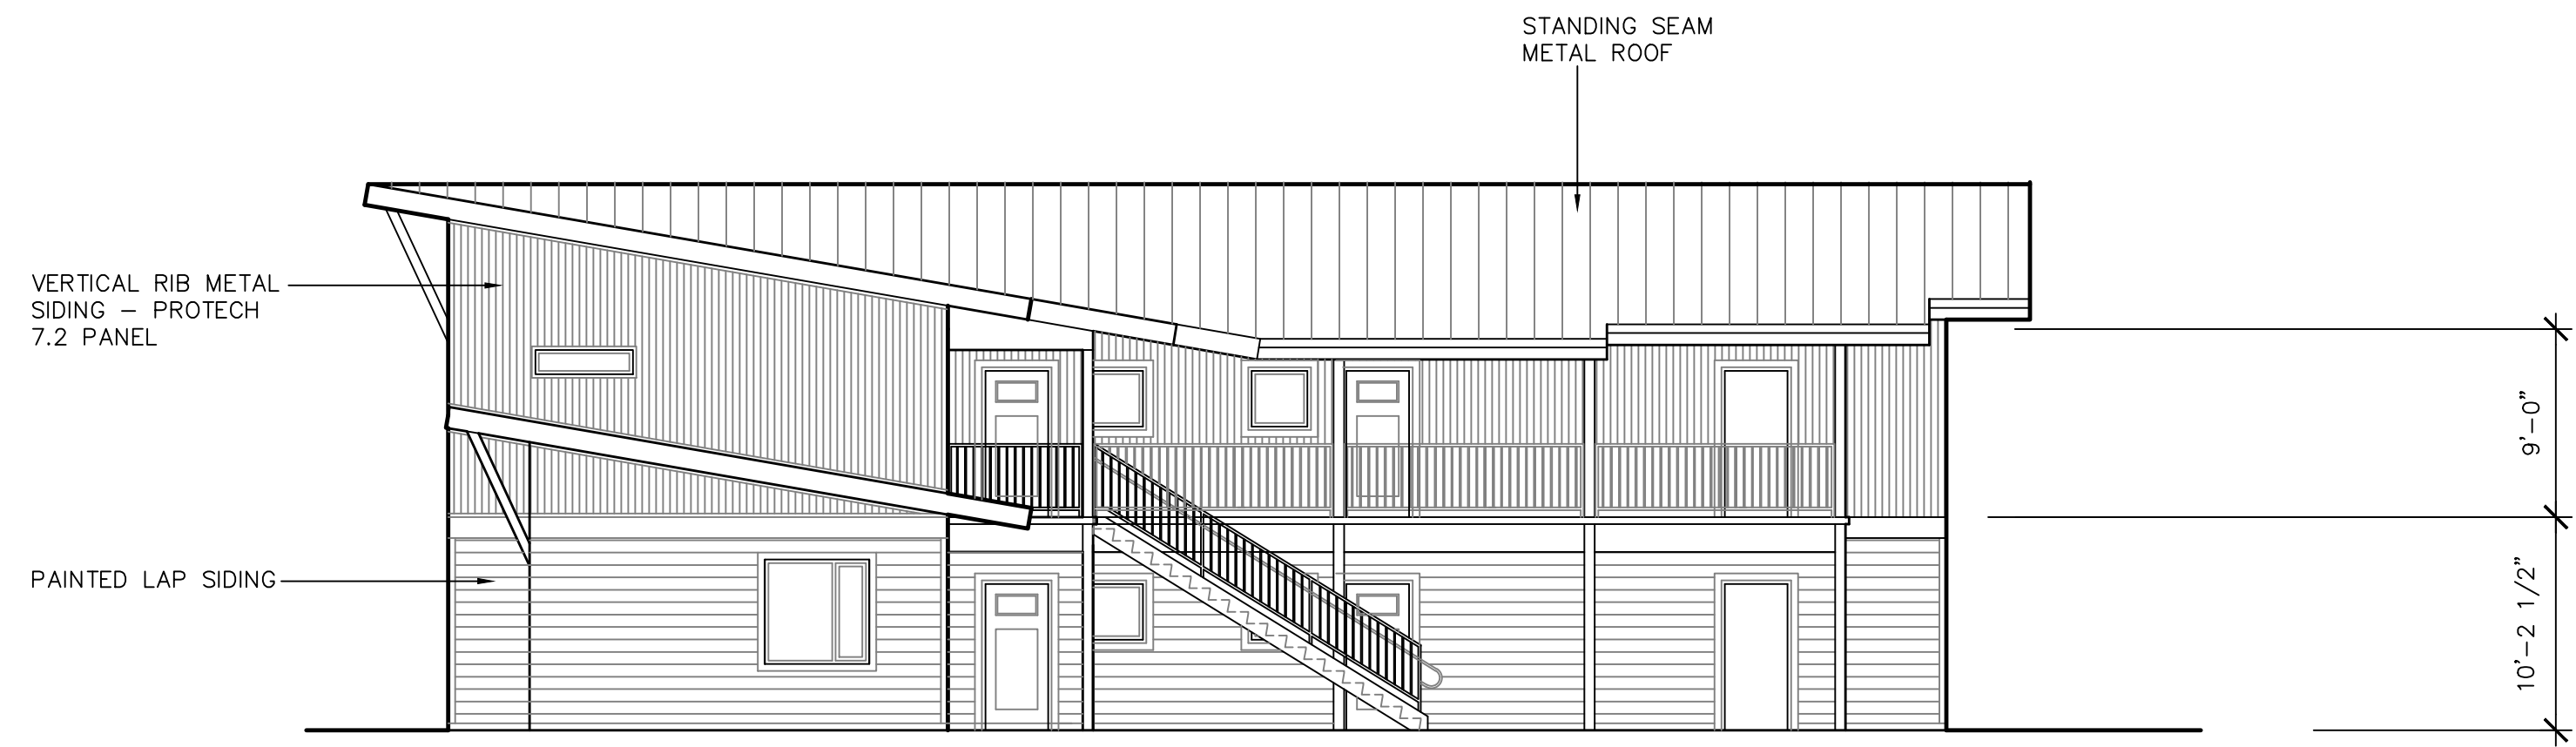 STANDING SEAM
METAL ROOF
VERTICAL RIB METAL
SIDING – PROTECH
7.2 PANEL
9'–0"
PAINTED LAP SIDING
10'–2 1/2"